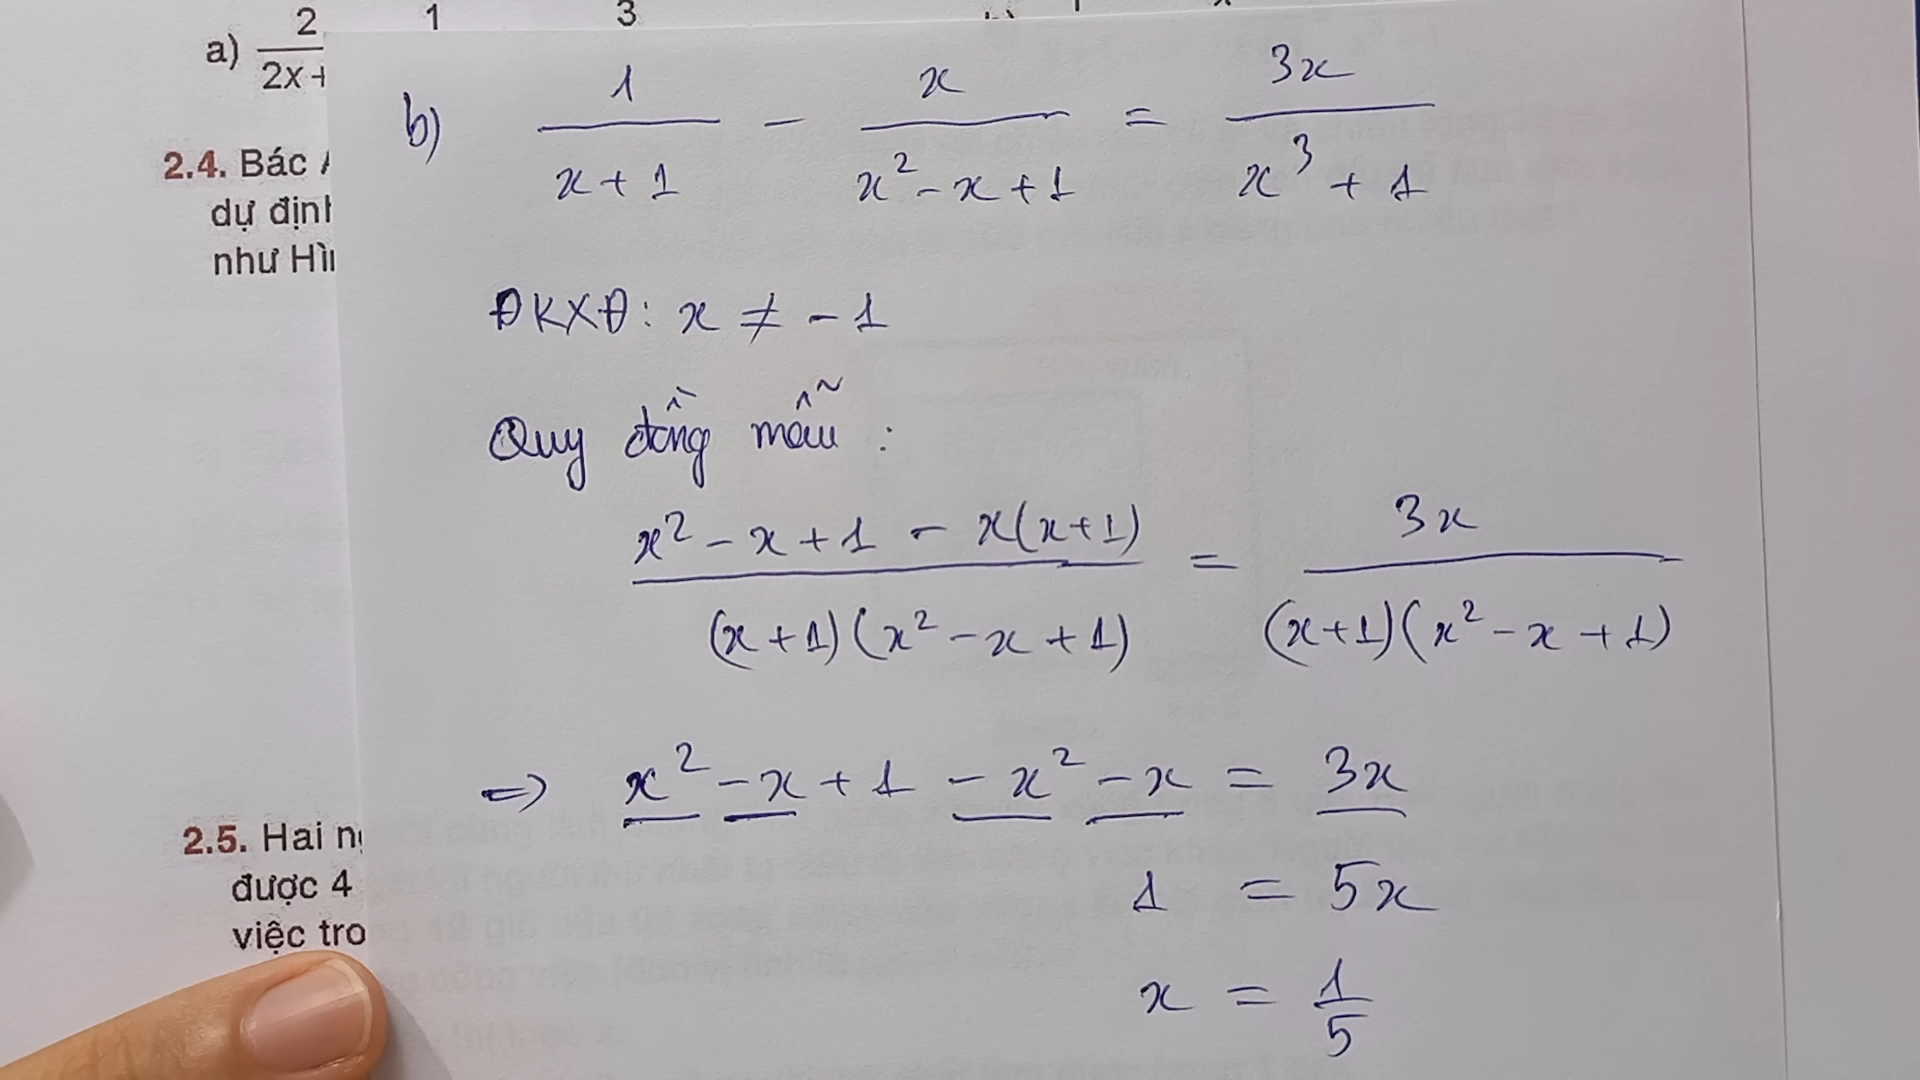 a) 2/2x+ 1 3
b) 1/(x+1) - x/(x²-x+1) = 3x/(x³+1)
2.4. Bác
dự định
như Hì
ĐKXĐ: x ≠ -1
Quy đồng mẫu :
(x²-x+1 - x(x+1))/((x+1)(x²-x+1)) = 3x/((x+1)(x²-x+1))
=> x²-x+1-x²-x = 3x
2.5. Hai n
1 = 5x
được 4
việc tro
x = 1/5